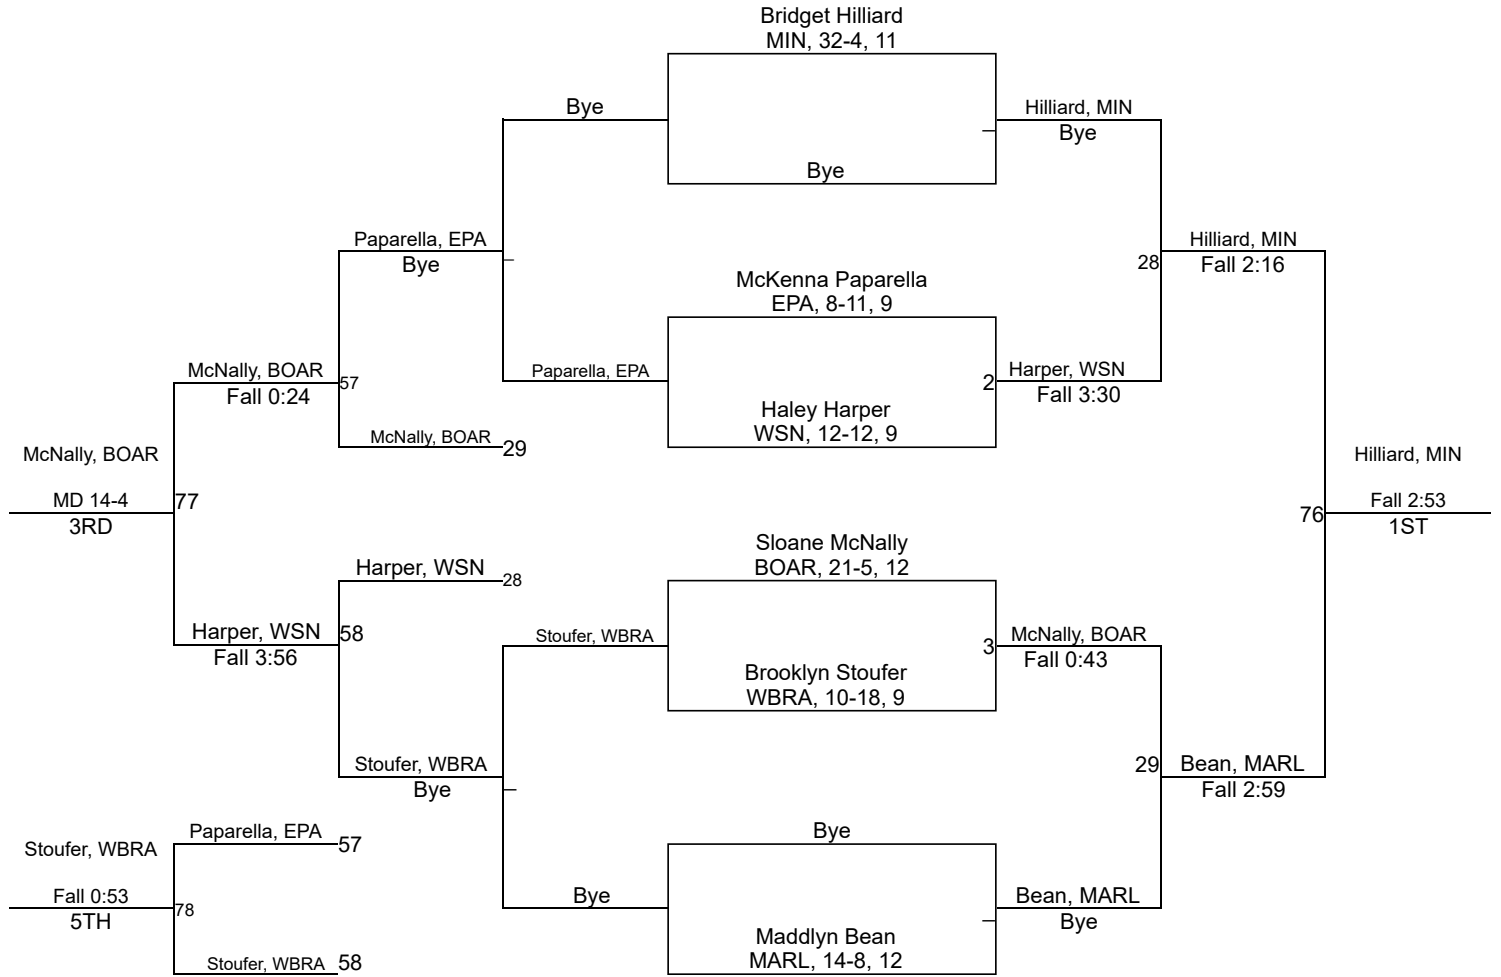 Bridget Hilliard
MIN, 32-4, 11
Bye
Hilliard, MIN
Bye
Bye
Paparella, EPA
Bye
Hilliard, MIN
28
Fall 2:16
McKenna Paparella
EPA, 8-11, 9
McNally, BOAR
57
Fall 0:24
Paparella, EPA
2
Harper, WSN
Fall 3:30
Haley Harper
WSN, 12-12, 9
McNally, BOAR
29
McNally, BOAR
Hilliard, MIN
MD 14-4
77
3RD
76
Fall 2:53
1ST
Sloane McNally
BOAR, 21-5, 12
Harper, WSN
28
Harper, WSN
58
Fall 3:56
Stoufer, WBRA
3
McNally, BOAR
Fall 0:43
Brooklyn Stoufer
WBRA, 10-18, 9
Stoufer, WBRA
Bye
29
Bean, MARL
Fall 2:59
Paparella, EPA
57
Bye
Stoufer, WBRA
Fall 0:53
78
5TH
Bye
Bean, MARL
Bye
Maddlyn Bean
MARL, 14-8, 12
Stoufer, WBRA
58